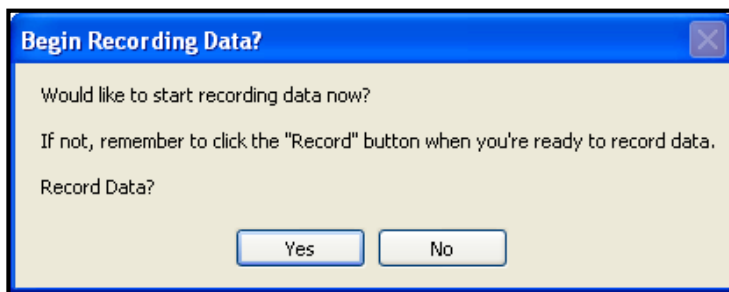 Begin Recording Data?
Would like to start recording data now?
If not, remember to click the "Record" button when you're ready to record data.
Record Data?
Yes No